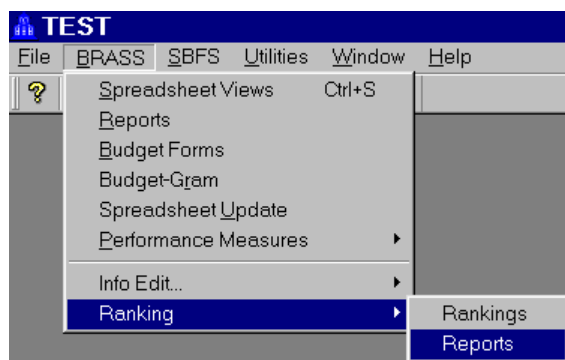 TEST
File BRASS SBFS Utilities Window Help
?
Spreadsheet Views Ctrl+S
Reports
Budget Forms
Budget-Gram
Spreadsheet Update
Performance Measures
Info Edit...
Ranking Rankings
Reports